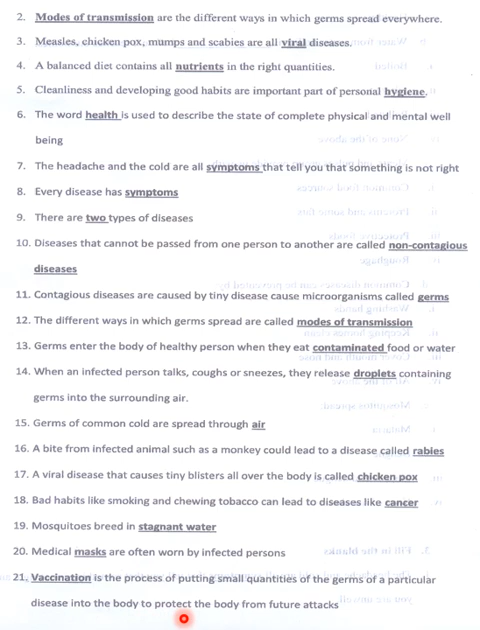 2. Modes of transmission are the different ways in which germs spread everywhere.
3. Measles, chicken pox, mumps and scabies are all viral diseases.
4. A balanced diet contains all nutrients in the right quantities.
5. Cleanliness and developing good habits are important part of personal hygiene.
6. The word health is used to describe the state of complete physical and mental well
being
7. The headache and the cold are all symptoms that tell you that something is not right
8. Every disease has symptoms
9. There are two types of diseases
10. Diseases that cannot be passed from one person to another are called non-contagious
diseases
11. Contagious diseases are caused by tiny disease cause microorganisms called germs
12. The different ways in which germs spread are called modes of transmission
13. Germs enter the body of healthy person when they eat contaminated food or water
14. When an infected person talks, coughs or sneezes, they release droplets containing
germs into the surrounding air.
15. Germs of common cold are spread through air
16. A bite from infected animal such as a monkey could lead to a disease called rabies
17. A viral disease that causes tiny blisters all over the body is called chicken pox
18. Bad habits like smoking and chewing tobacco can lead to diseases like cancer
19. Mosquitoes breed in stagnant water
20. Medical masks are often worn by infected persons
21. Vaccination is the process of putting small quantities of the germs of a particular
disease into the body to protect the body from future attacks